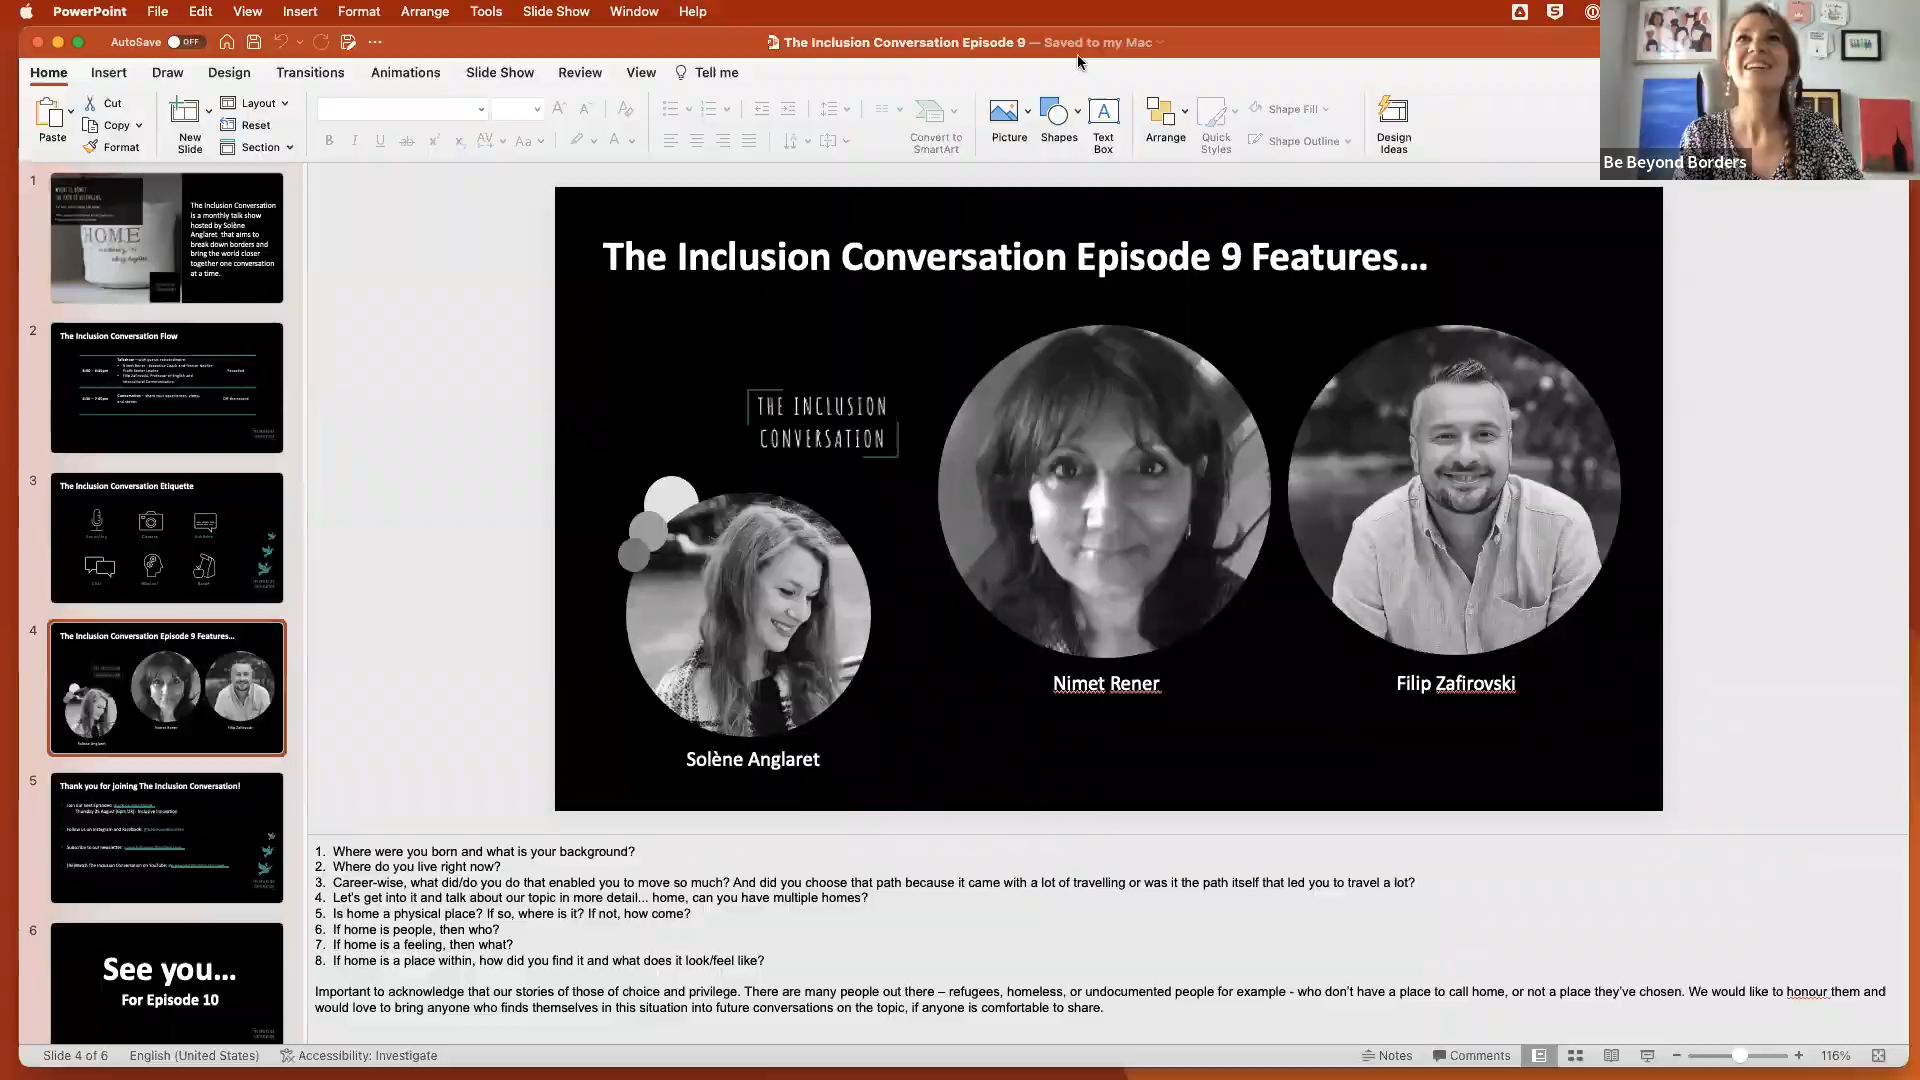 PowerPoint File Edit View Insert Format Arrange Tools Slide Show Window Help
AutoSave OFF
The Inclusion Conversation Episode 9 — Saved to my Mac
Home Insert Draw Design Transitions Animations Slide Show Review View Tell me
Paste
Cut
Copy
Format
New
Slide
Layout
Reset
Section
Convert to
SmartArt
Picture
Shapes
Text
Box
Arrange
Quick
Styles
Shape Fill
Shape Outline
Design
Ideas
Be Beyond Borders
1
HOME
The Inclusion Conversation
is a monthly talk show
hosted by Solène
Anglaret that aims to
break down borders and
bring the world closer
together one conversation
at a time.
2
The Inclusion Conversation Flow
3
The Inclusion Conversation Etiquette
4
The Inclusion Conversation Episode 9 Features...
Nimet Rener
Filip Zafirovski
Solène Anglaret
5
Thank you for joining The Inclusion Conversation!
6
See you...
For Episode 10
The Inclusion Conversation Episode 9 Features...
THE INCLUSION
CONVERSATION
Nimet Rener
Filip Zafirovski
Solène Anglaret
1. Where were you born and what is your background?
2. Where do you live right now?
3. Career-wise, what did/do you do that enabled you to move so much? And did you choose that path because it came with a lot of travelling or was it the path itself that led you to travel a lot?
4. Let's get into it and talk about our topic in more detail... home, can you have multiple homes?
5. Is home a physical place? If so, where is it? If not, how come?
6. If home is people, then who?
7. If home is a feeling, then what?
8. If home is a place within, how did you find it and what does it look/feel like?
Important to acknowledge that our stories of those of choice and privilege. There are many people out there – refugees, homeless, or undocumented people for example - who don't have a place to call home, or not a place they've chosen. We would like to honour them and
would love to bring anyone who finds themselves in this situation into future conversations on the topic, if anyone is comfortable to share.
Slide 4 of 6 English (United States) Accessibility: Investigate Notes Comments 116%